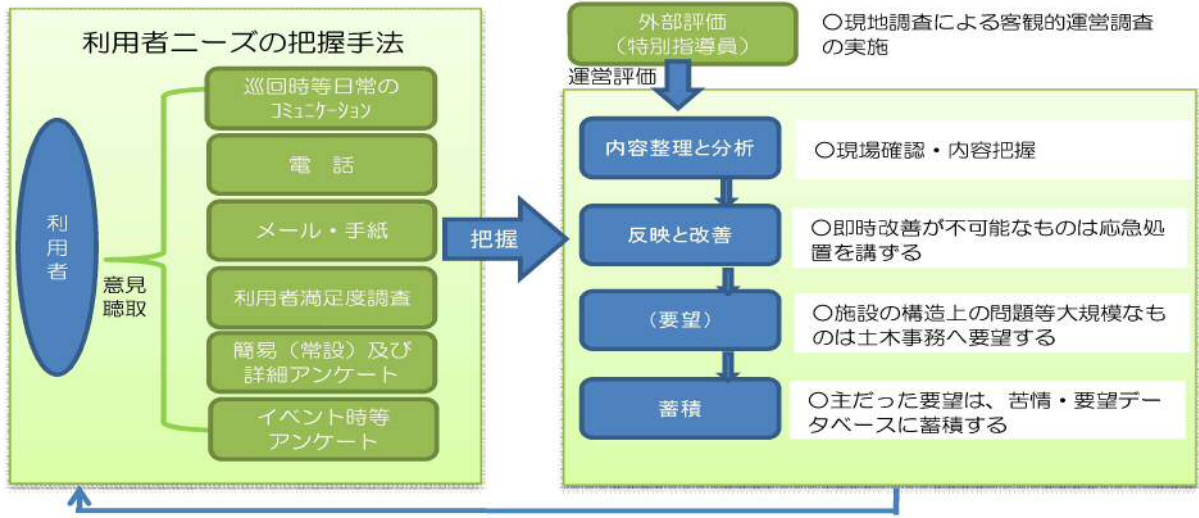 利用者ニーズの把握手法
利
用
者
意見
聴取
巡回時等日常の
コミュニケーション
電　話
メール・手紙
利用者満足度調査
簡易（常設）及び
詳細アンケート
イベント時等
アンケート
把握
外部評価
（特別指導員）
〇現地調査による客観的運営調査
の実施
運営評価
内容整理と分析
〇現場確認・内容把握
反映と改善
〇即時改善が不可能なものは応急処
置を講ずる
（要望）
〇施設の構造上の問題等大規模なも
のは土木事務へ要望する
蓄積
〇主だった要望は、苦情・要望デー
タベースに蓄積する